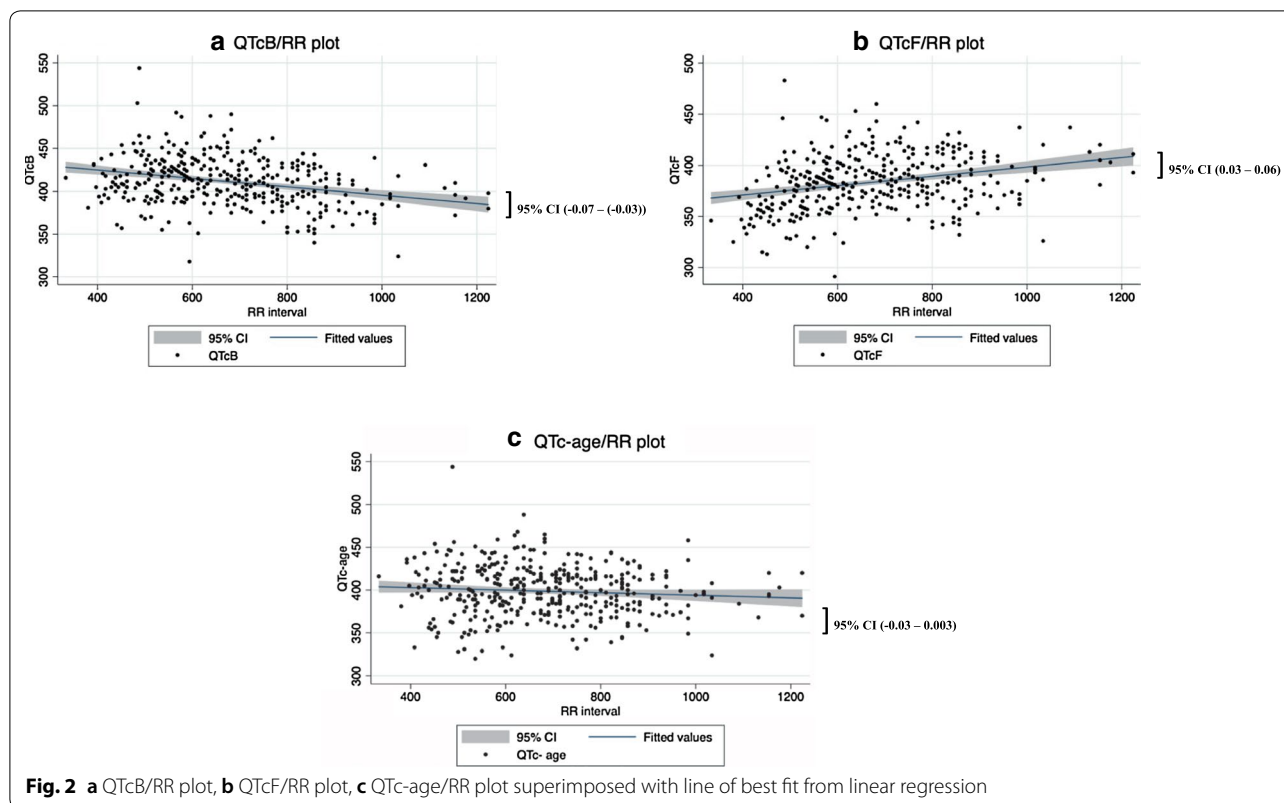 a QTcB/RR plot
550
500
450
400
350
300
QTcB
400 600 800 1000 1200
RR interval
95% CI (-0.07 – (-0.03))
95% CI Fitted values
QTcB
b QTcF/RR plot
500
450
400
350
300
QTcF
400 600 800 1000 1200
RR interval
95% CI (0.03 – 0.06)
95% CI Fitted values
QTcF
c QTc-age/RR plot
550
500
450
400
350
300
QTc-age
400 600 800 1000 1200
RR interval
95% CI (-0.03 – 0.003)
95% CI Fitted values
QTc- age
Fig. 2 a QTcB/RR plot, b QTcF/RR plot, c QTc-age/RR plot superimposed with line of best fit from linear regression